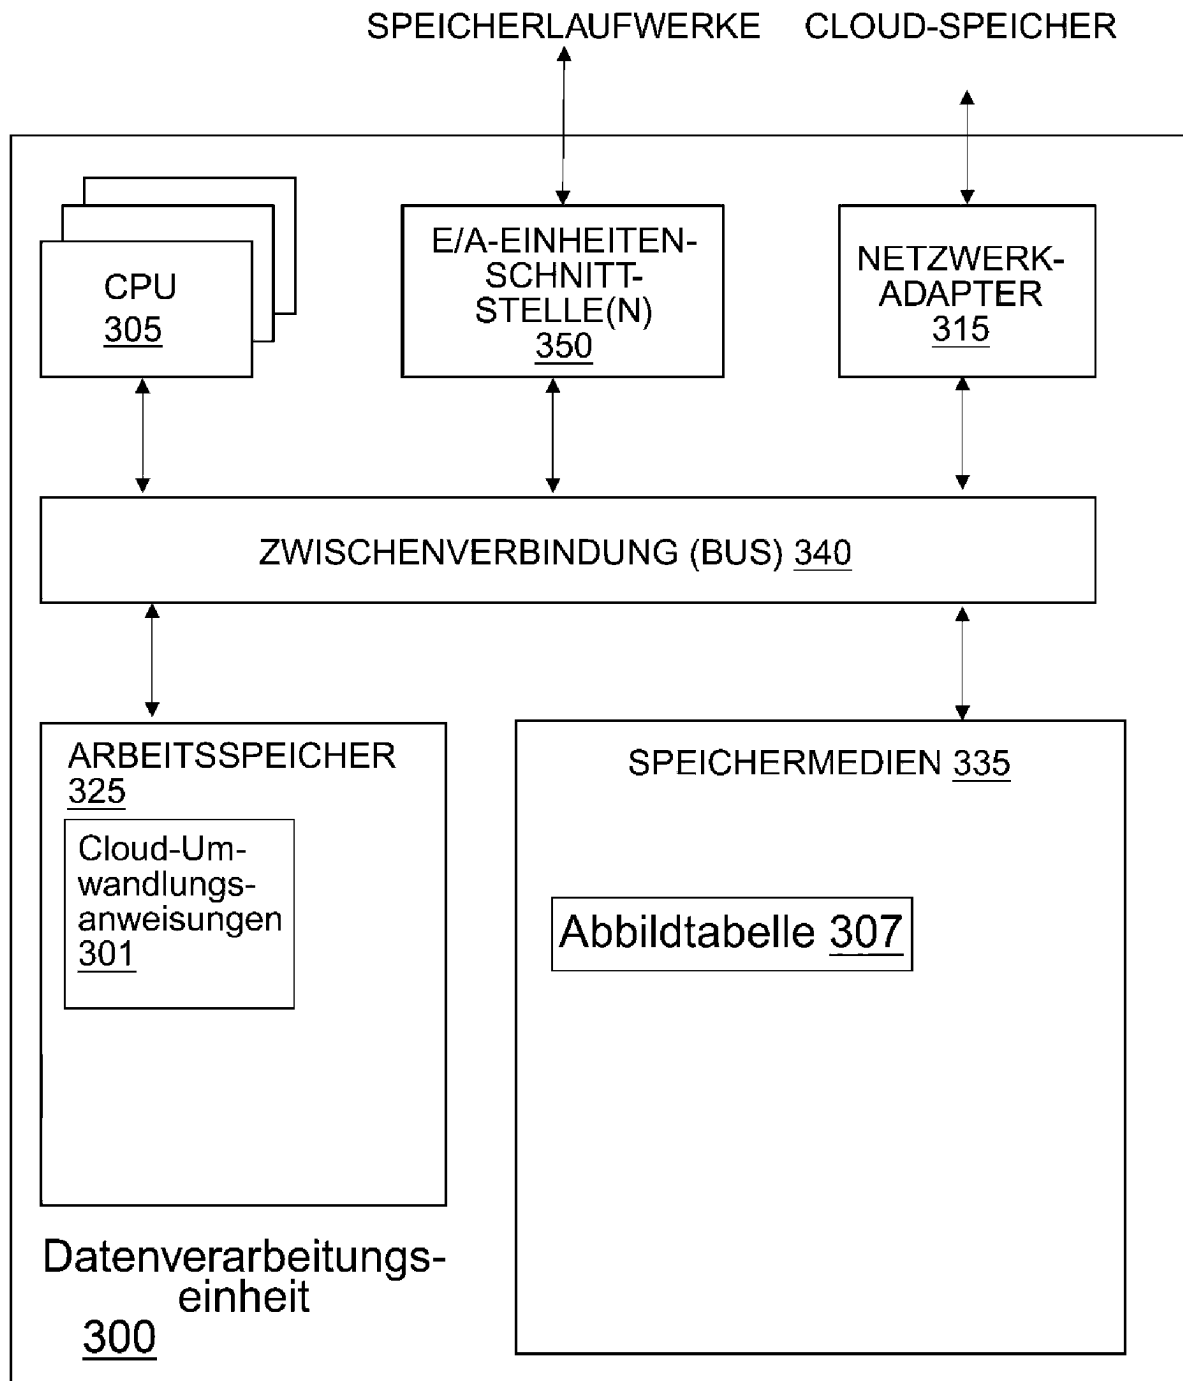 SPEICHERLAUFWERKE
CLOUD-SPEICHER
CPU
305
E/A-EINHEITEN-
SCHNITT-
STELLE(N)
350
NETZWERK-
ADAPTER
315
ZWISCHENVERBINDUNG (BUS) 340
ARBEITSSPEICHER
325
Cloud-Um-
wandlungs-
anweisungen
301
SPEICHERMEDIEN 335
Abbildtabelle 307
Datenverarbeitungs-
einheit
300